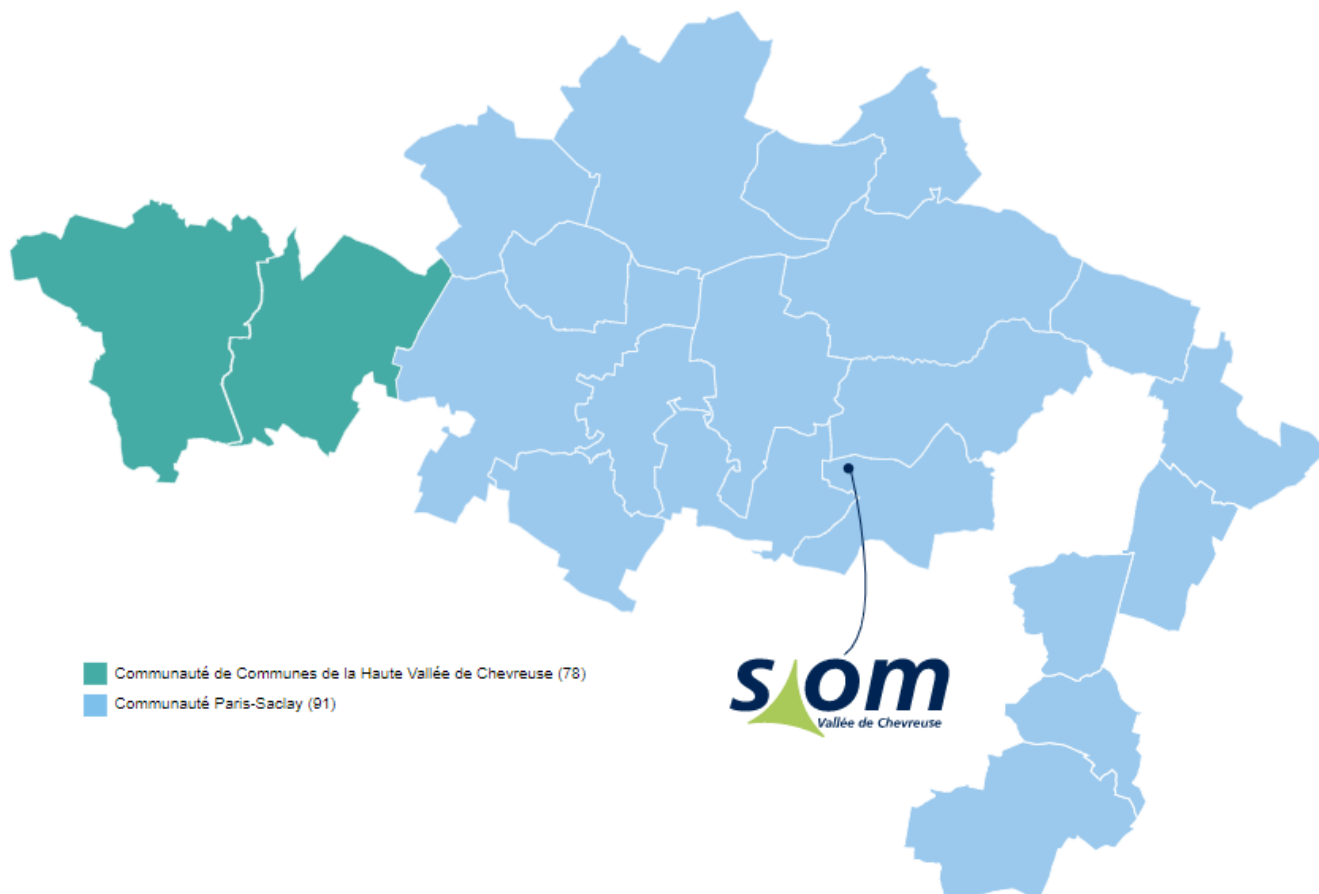 Communauté de Communes de la Haute Vallée de Chevreuse (78)
Communauté Paris-Saclay (91)
siom
Vallée de Chevreuse